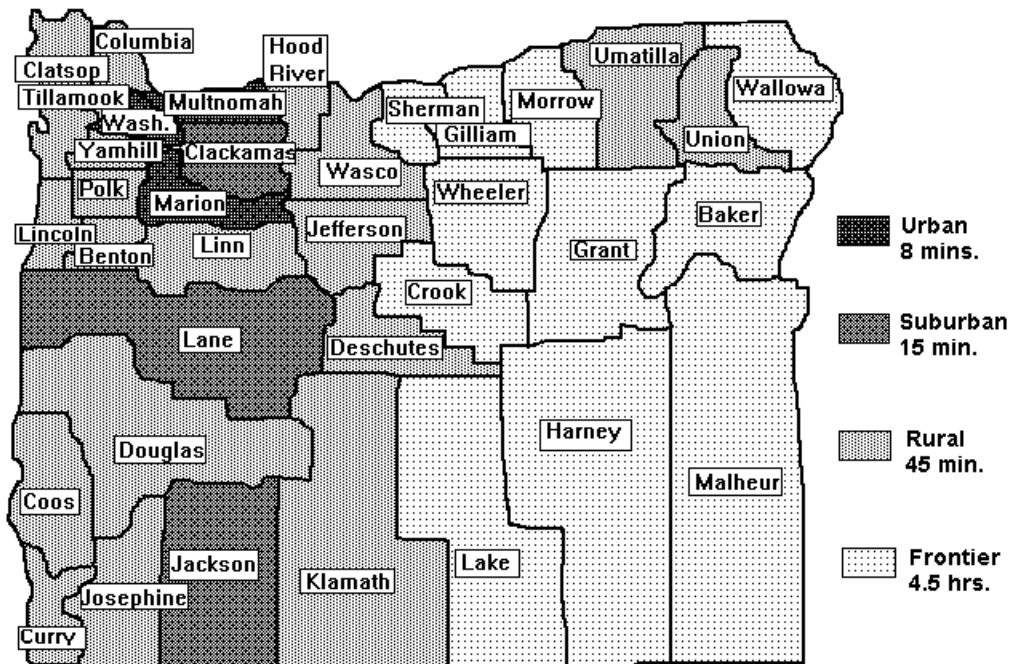 Columbia
Hood
River
Clatsop
Umatilla
Tillamook
Multnomah
Sherman
Morrow
Wallowa
Wash.
Gilliam
Yamhill
Clackamas
Union
Wasco
Polk
Marion
Wheeler
Baker
Lincoln
Linn
Jefferson
Benton
Grant
Crook
Urban
8 mins.
Lane
Deschutes
Suburban
15 min.
Douglas
Harney
Rural
45 min.
Coos
Malheur
Jackson
Lake
Klamath
Frontier
4.5 hrs.
Josephine
Curry